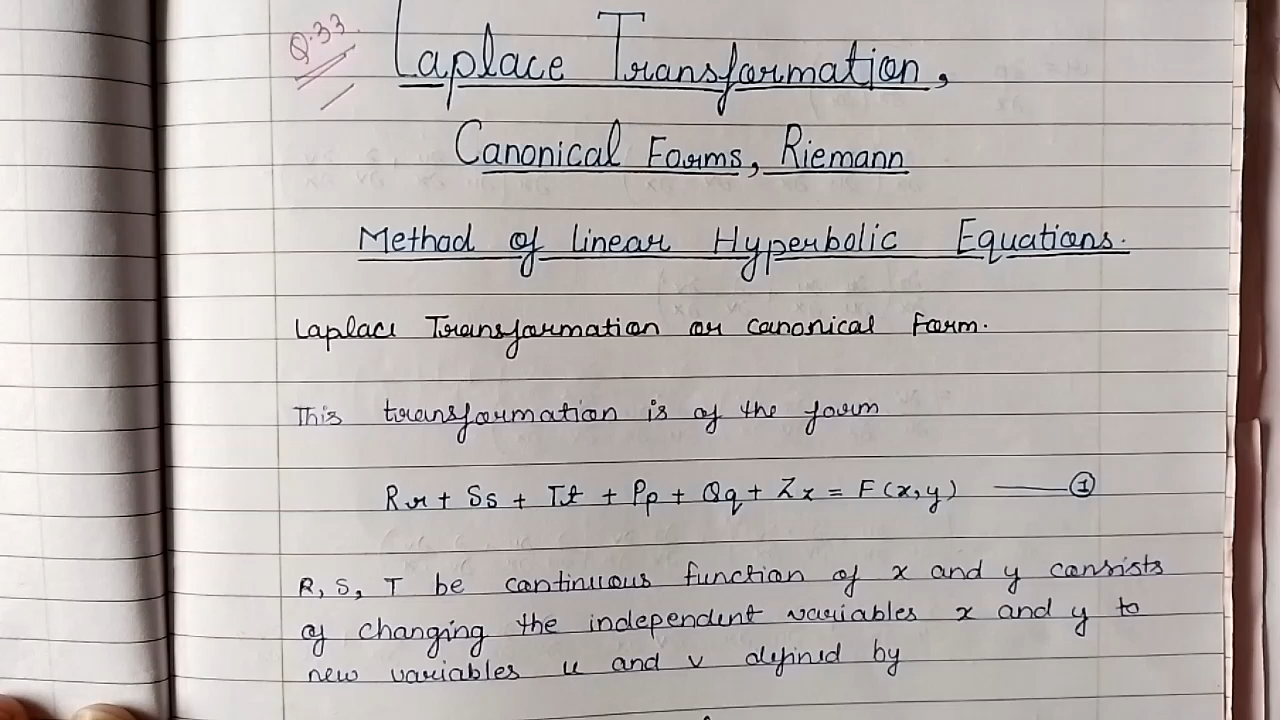 Q.33.
Laplace Transformation,
Canonical Forms, Riemann
Method of linear Hyperbolic Equations.
Laplace Transformation or canonical Form.
This transformation is of the form
Rr + Ss + Tt + Pp + Qq + Zx = F(x,y) —— ①
R, S, T be continuous function of x and y consists
of changing the independent variables x and y to
new variables u and v defined by